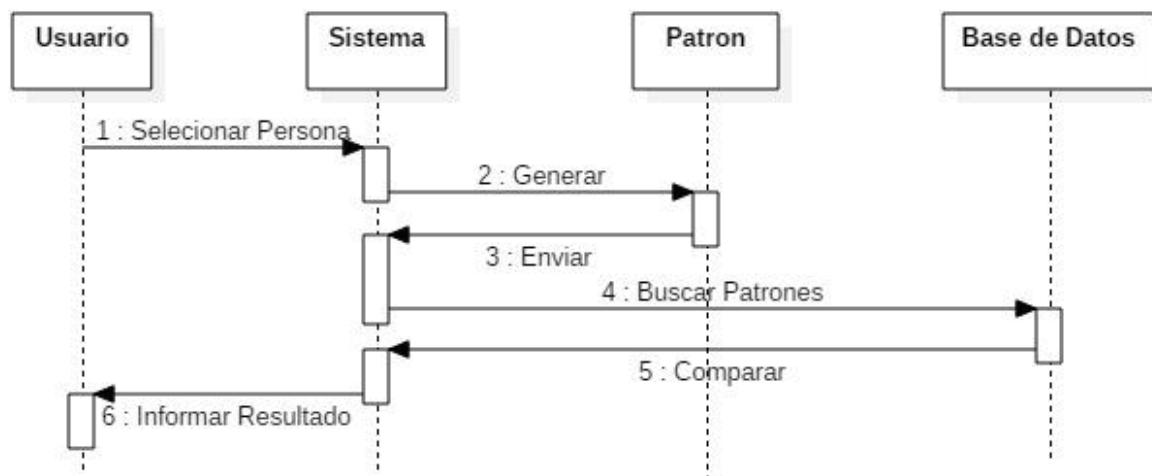 Usuario
Sistema
Patron
Base de Datos
1 : Selecionar Persona
2 : Generar
3 : Enviar
4 : Buscar Patrones
5 : Comparar
6 : Informar Resultado